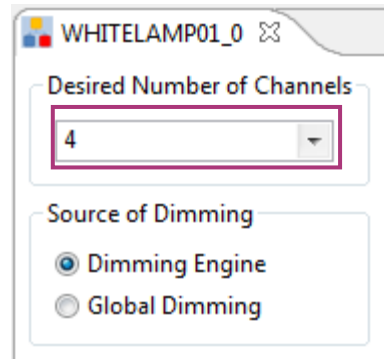 WHITELAMP01_0
Desired Number of Channels
4
Source of Dimming
Dimming Engine
Global Dimming